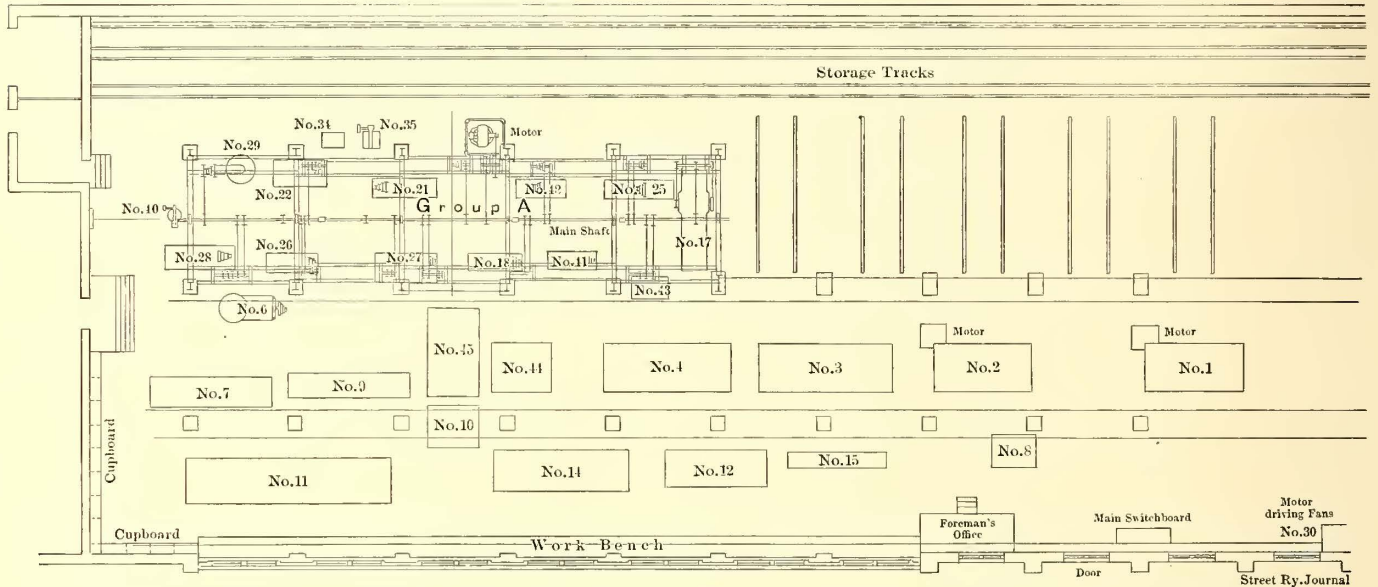 Storage Tracks
No.34
No.35
Motor
No.29
No.22
No.21
No.42
No.25
Group A
No.40
Main Shaft
No.17
No.28
No.26
No.27
No.18
No.41
No.43
No.6
No.45
No.44
No.4
No.3
Motor
No.2
Motor
No.1
No.7
No.9
No.10
No.8
Cupboard
No.11
No.14
No.12
No.15
Cupboard
Work Bench
Foreman's
Office
Main Switchboard
Motor
driving Fans
No.30
Door
Street Ry.Journal